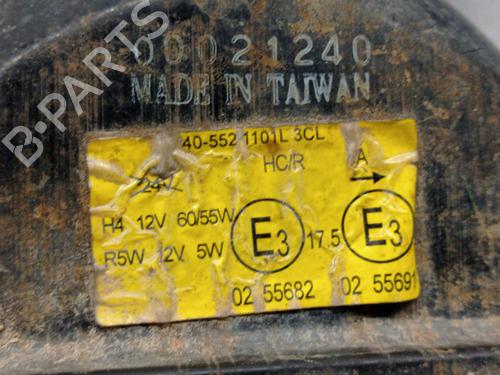 00021240
MADE IN TAIWAN
40-552 1101L 3CL
HC/R A
24V
H4 12V 60/55W
R5W 12V 5W
E3 17.5 E3
02 55682 02 55691
B-Parts